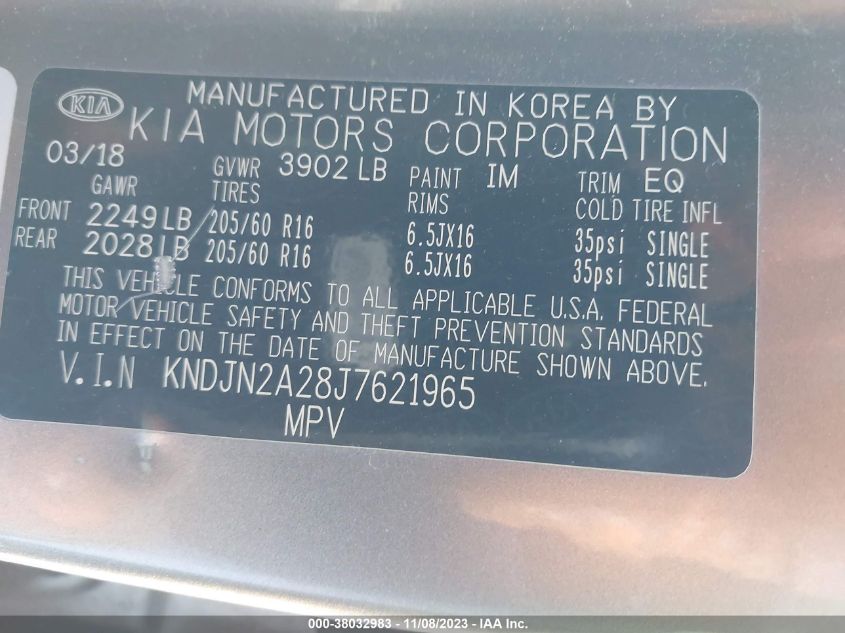 KIA MANUFACTURED IN KOREA BY
KIA MOTORS CORPORATION
03/18 GVWR 3902 LB PAINT IM TRIM EQ
GAWR TIRES RIMS COLD TIRE INFL
FRONT 2249 LB 205/60 R16 6.5JX16 35psi SINGLE
REAR 2028 LB 205/60 R16 6.5JX16 35psi SINGLE
THIS VEHICLE CONFORMS TO ALL APPLICABLE U.S.A. FEDERAL
MOTOR VEHICLE SAFETY AND THEFT PREVENTION STANDARDS
IN EFFECT ON THE DATE OF MANUFACTURE SHOWN ABOVE.
V.I.N KNDJN2A28J7621965
MPV
000-38032983 - 11/08/2023 - IAA Inc.